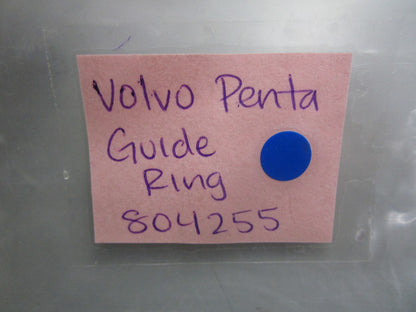 Volvo Penta
Guide
Ring
804255